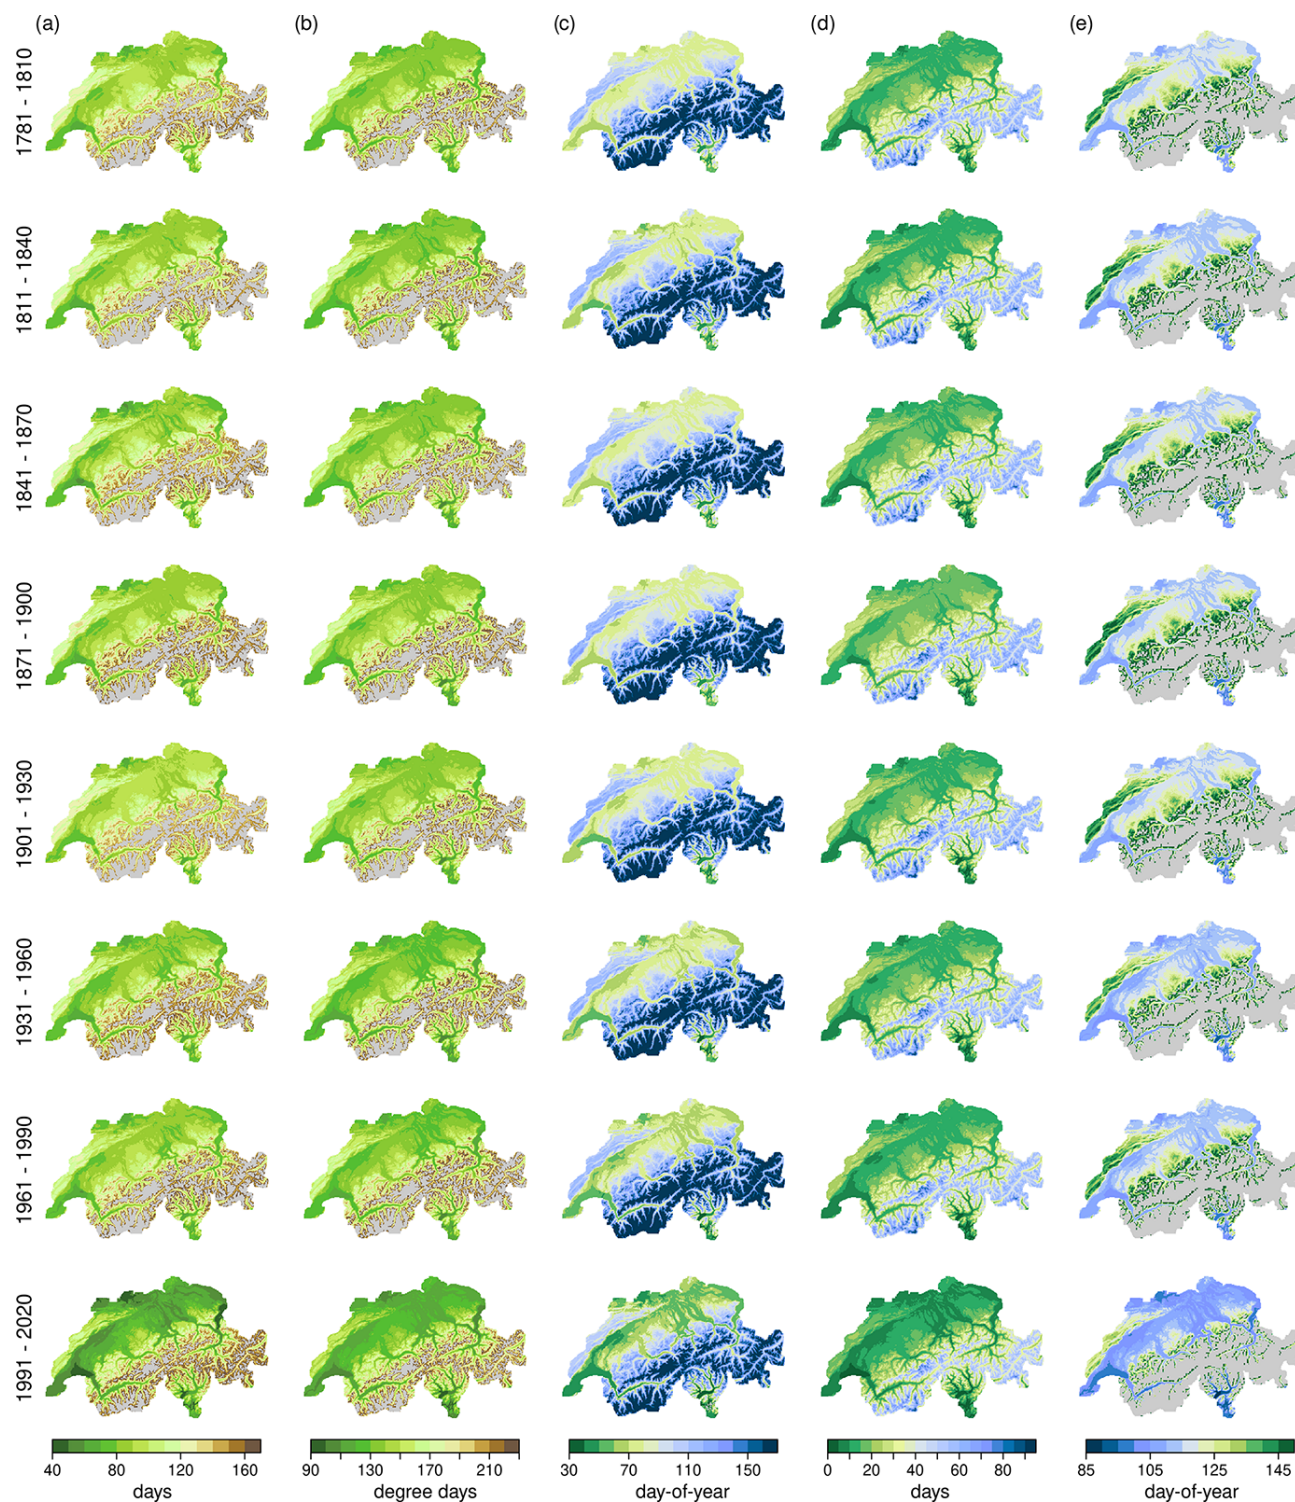 (a) (b) (c) (d) (e)
1781 - 1810
1811 - 1840
1841 - 1870
1871 - 1900
1901 - 1930
1931 - 1960
1961 - 1990
1991 - 2020
40 80 120 160 90 130 170 210 30 70 110 150 0 20 40 60 80 85 105 125 145
days degree days day-of-year days day-of-year